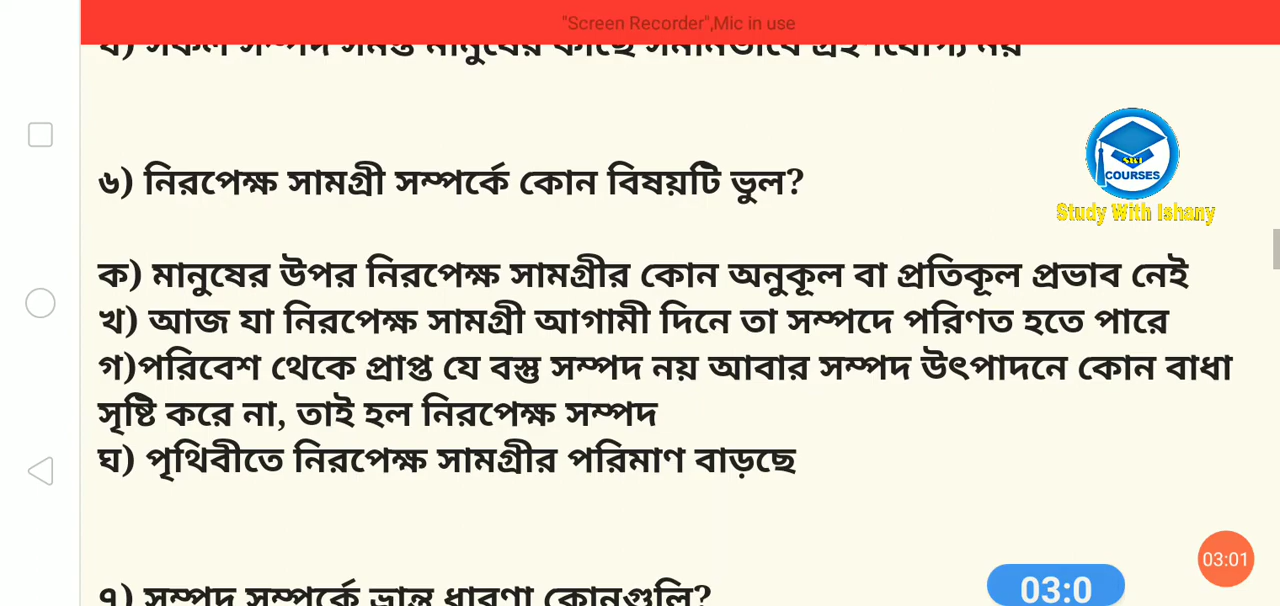 "Screen Recorder",Mic in use
৬) নিরপেক্ষ সামগ্রী সম্পর্কে কোন বিষয়টি ভুল?
SWI
COURSES
Study With Ishany
ক) মানুষের উপর নিরপেক্ষ সামগ্রীর কোন অনুকূল বা প্রতিকূল প্রভাব নেই
খ) আজ যা নিরপেক্ষ সামগ্রী আগামী দিনে তা সম্পদে পরিণত হতে পারে
গ)পরিবেশ থেকে প্রাপ্ত যে বস্তু সম্পদ নয় আবার সম্পদ উৎপাদনে কোন বাধা
সৃষ্টি করে না, তাই হল নিরপেক্ষ সম্পদ
ঘ) পৃথিবীতে নিরপেক্ষ সামগ্রীর পরিমাণ বাড়ছে
03:01
৭) সম্পদ সম্পর্কে ভ্রান্ত ধারণা কোনগুলি?
03:0